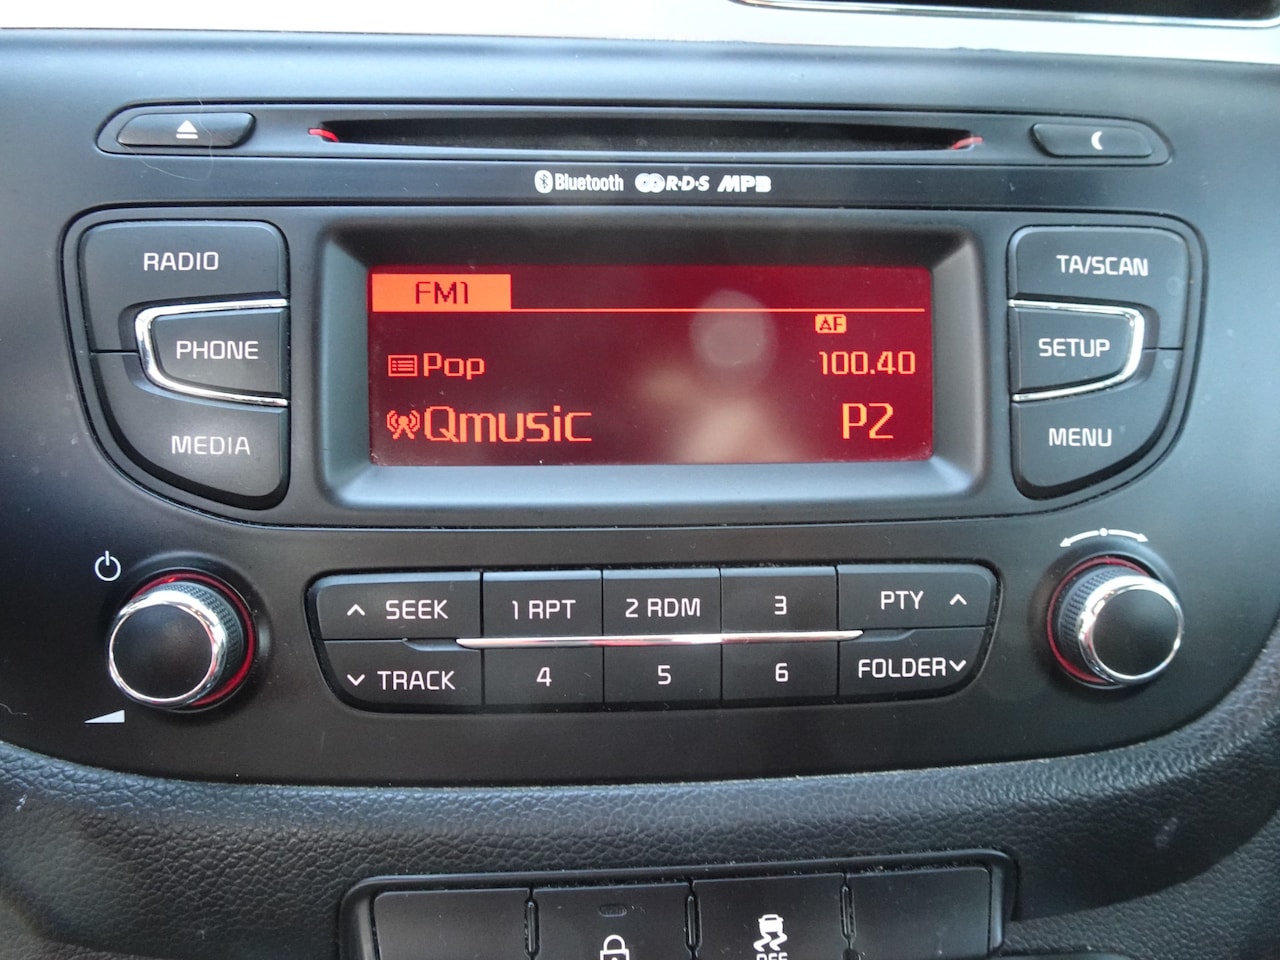 Bluetooth R·D·S MP3
RADIO
PHONE
MEDIA
FM1
AF
Pop 100.40
Qmusic P2
TA/SCAN
SETUP
MENU
SEEK
TRACK
1 RPT
2 RDM
3
4
5
6
PTY
FOLDER
OFF